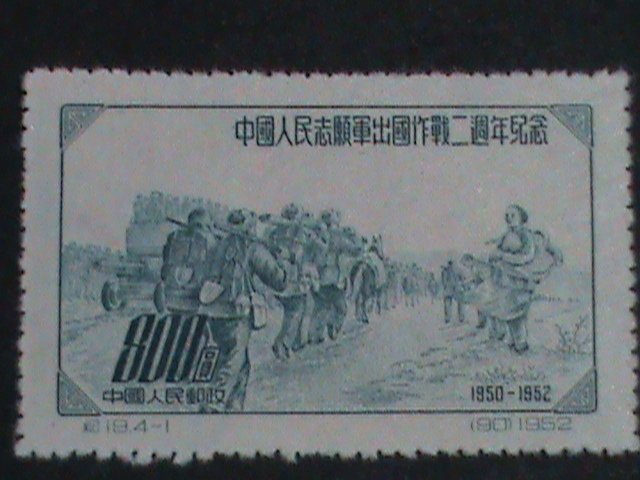 中國人民志願軍出國作戰二週年紀念
800圓
中國人民郵政
1950-1952
紀19.4-1
(90) 1952